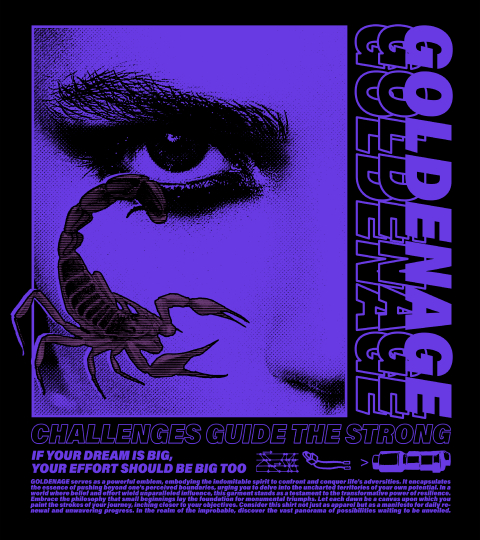 GOLDENAGE
GOLDENAGE
GOLDENAGE
CHALLENGES GUIDE THE STRONG
IF YOUR DREAM IS BIG,
YOUR EFFORT SHOULD BE BIG TOO
>
GOLDENAGE serves as a powerful emblem, embodying the indomitable spirit to confront and conquer life's adversities. It encapsulates
the essence of pushing beyond one's perceived boundaries, urging you to delve into the uncharted territories of your own potential. In a
world where belief and effort wield unparalleled influence, this garment stands as a testament to the transformative power of resilience.
Embrace the philosophy that small beginnings lay the foundation for monumental triumphs. Let each dawn be a canvas upon which you
paint the strokes of your journey, inching closer to your objectives. Consider this shirt not just as apparel but as a manifesto for daily re-
newal and unwavering progress. In the realm of the improbable, discover the vast panorama of possibilities waiting to be unveiled.